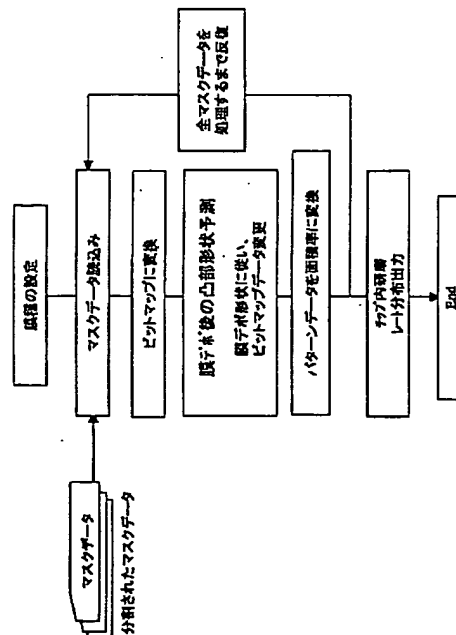 膜種の設定
マスクデータ
分割されたマスクデータ
マスクデータ読込み
ビットマップに変換
膜デポ後の凸部形状予測
膜デポ形状に従い、
ビットマップデータ変更
パターンデータを面積率に変換
全マスクデータを
処理するまで反復
チップ内研磨
レート分布出力
End